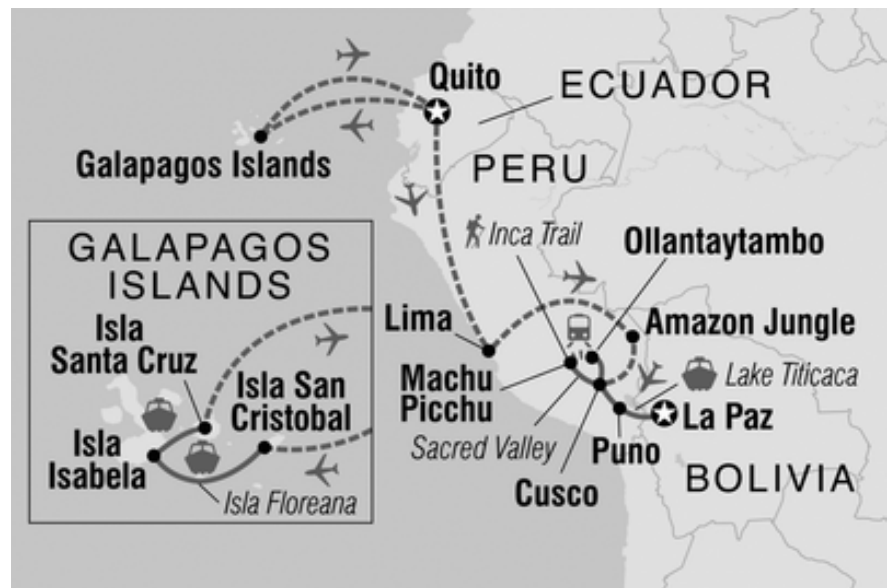 Quito
ECUADOR
Galapagos Islands
PERU
Inca Trail
Ollantaytambo
GALAPAGOS
ISLANDS
Isla
Santa Cruz
Isla San
Cristobal
Isla
Isabela
Isla Floreana
Lima
Amazon Jungle
Machu
Picchu
Lake Titicaca
Sacred Valley
La Paz
Puno
Cusco
BOLIVIA